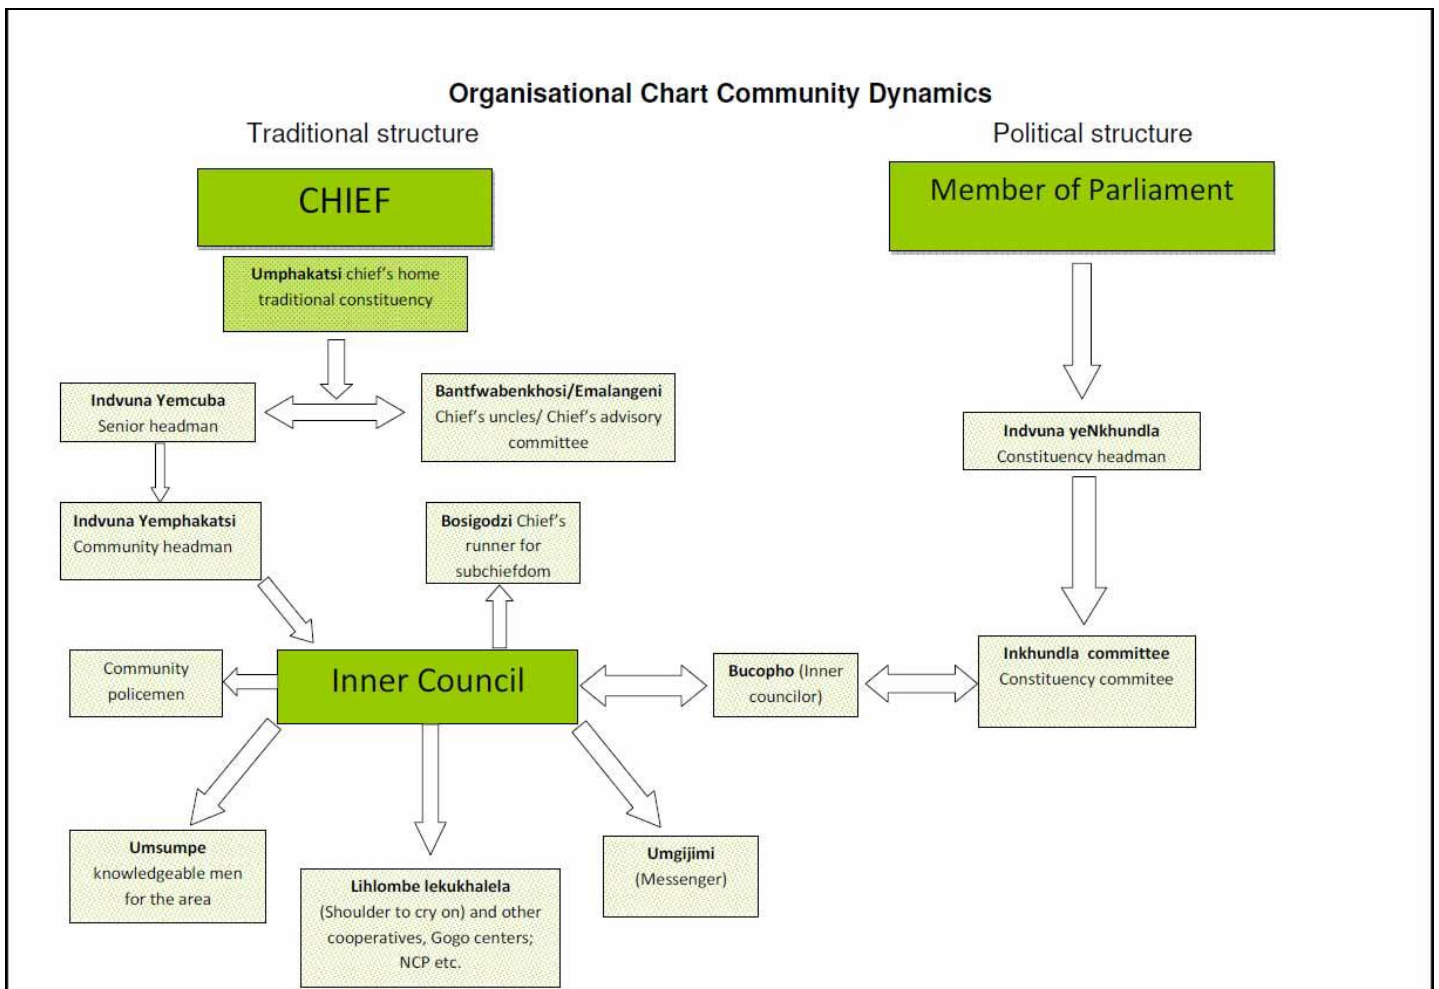 Organisational Chart Community Dynamics
Traditional structure
Political structure
CHIEF
Member of Parliament
Umphakatsi chief's home
traditional constituency
Indvuna Yemcuba
Senior headman
Bantfwabenkhosi/Emalangeni
Chief's uncles/ Chief's advisory
committee
Indvuna yeNkhundla
Constituency headman
Indvuna Yemphakatsi
Community headman
Bosigodzi Chief's
runner for
subchiefdom
Community
policemen
Inner Council
Bucopho (Inner
councilor)
Inkhundla committee
Constituency commitee
Umsumpe
knowledgeable men
for the area
Lihlombe lekukhalela
(Shoulder to cry on) and other
cooperatives, Gogo centers;
NCP etc.
Umgijimi
(Messenger)